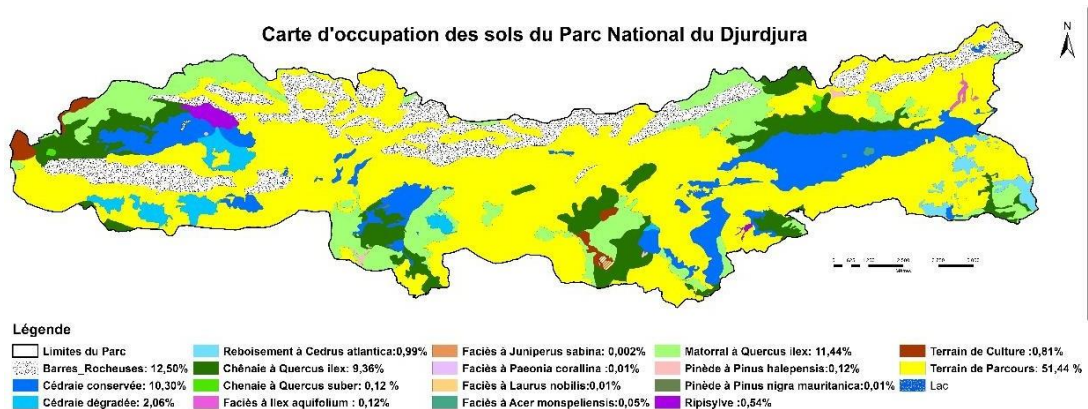 Carte d'occupation des sols du Parc National du Djurdjura
N
Légende
Limites du Parc
Barres_Rocheuses: 12,50%
Cédraie conservée: 10,30%
Cédraie dégradée: 2,06%
Reboisement à Cedrus atlantica:0,99%
Chênaie à Quercus ilex: 9,36%
Chenaie à Quercus suber: 0,12 %
Faciès à Ilex aquifolium : 0,12%
Faciès à Juniperus sabina: 0,002%
Faciès à Paeonia corallina : 0,01%
Faciès à Laurus nobilis:0,01%
Faciès à Acer monspeliensis:0,05%
Matorral à Quercus ilex: 11,44%
Pinède à Pinus halepensis:0,12%
Pinède à Pinus nigra mauritanica:0,01%
Ripisylve :0,54%
Terrain de Culture :0,81%
Terrain de Parcours: 51,44 %
Lac